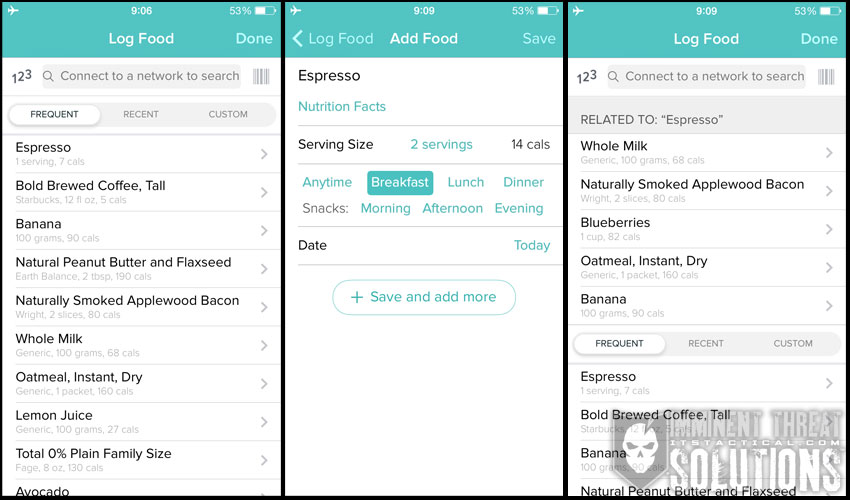 9:06
53%
Log Food
Done
123
Connect to a network to search
FREQUENT
RECENT
CUSTOM
Espresso
1 serving, 7 cals
Bold Brewed Coffee, Tall
Starbucks, 12 fl oz, 5 cals
Banana
100 grams, 90 cals
Natural Peanut Butter and Flaxseed
Earth Balance, 2 tbsp, 190 cals
Naturally Smoked Applewood Bacon
Wright, 2 slices, 80 cals
Whole Milk
Generic, 100 grams, 68 cals
Oatmeal, Instant, Dry
Generic, 1 packet, 160 cals
Lemon Juice
Generic, 100 grams, 27 cals
Total 0% Plain Family Size
Fage, 8 oz, 130 cals
Avocado
9:09
53%
Log Food
Add Food
Save
Espresso
Nutrition Facts
Serving Size 2 servings 14 cals
Anytime Breakfast Lunch Dinner
Snacks: Morning Afternoon Evening
Date Today
+ Save and add more
9:09
53%
Log Food
Done
123
Connect to a network to search
RELATED TO: “Espresso”
Whole Milk
Generic, 100 grams, 68 cals
Naturally Smoked Applewood Bacon
Wright, 2 slices, 80 cals
Blueberries
1 cup, 82 cals
Oatmeal, Instant, Dry
Generic, 1 packet, 160 cals
Banana
100 grams, 90 cals
FREQUENT
RECENT
CUSTOM
Espresso
1 serving, 7 cals
Bold Brewed Coffee, Tall
Starbucks, 12 fl oz, 5 cals
Banana
100 grams, 90 cals
Natural Peanut Butter and Flaxseed
IMMINENT THREAT
ITSTACTICAL.COM
SOLUTIONS